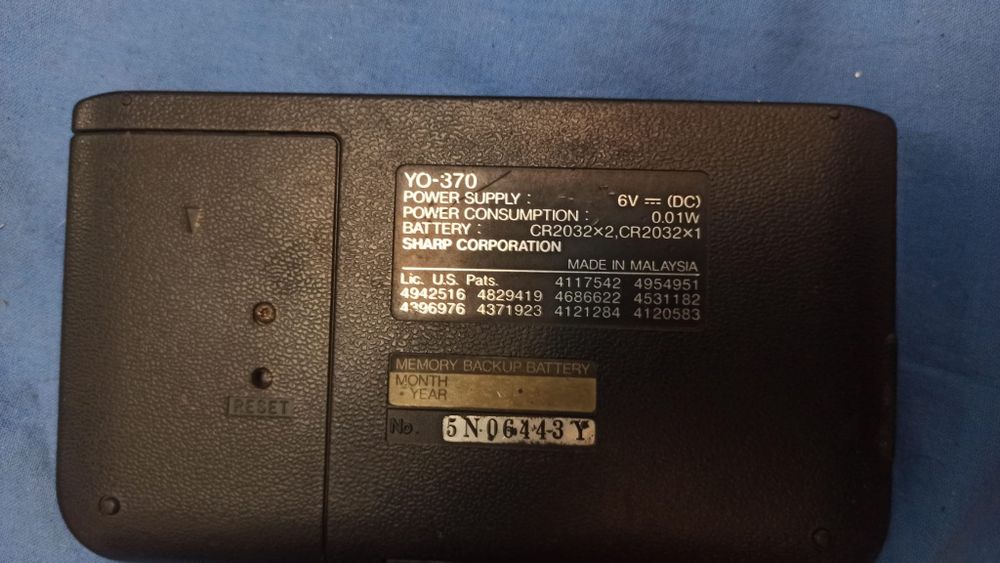 YO-370
POWER SUPPLY : 6V ⎓ (DC)
POWER CONSUMPTION : 0.01W
BATTERY : CR2032×2,CR2032×1
SHARP CORPORATION
MADE IN MALAYSIA
Lic. U.S. Pats. 4117542 4954951
4942516 4829419 4686622 4531182
4396976 4371923 4121284 4120583
MEMORY BACKUP BATTERY
MONTH
YEAR
RESET
No. 5N06443Y